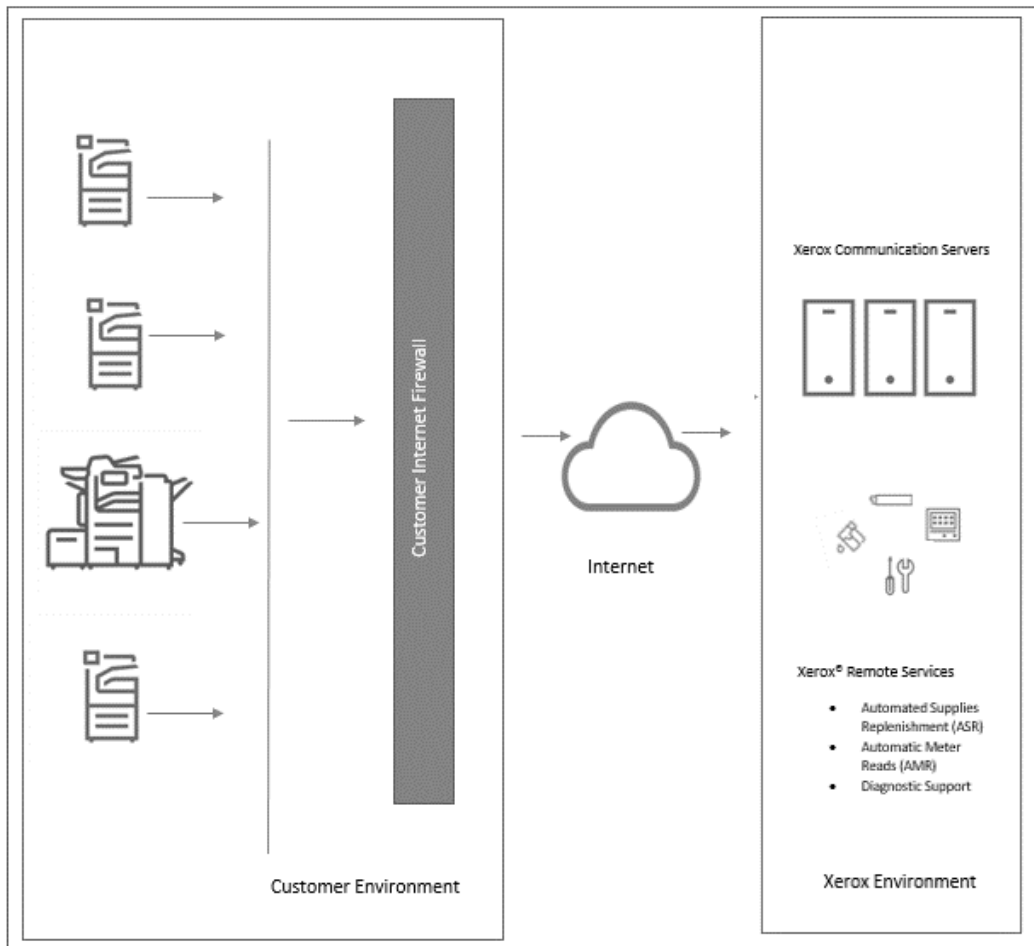 Customer Internet Firewall
Customer Environment
Internet
Xerox Communication Servers
Xerox® Remote Services
• Automated Supplies
Replenishment (ASR)
• Automatic Meter
Reads (AMR)
• Diagnostic Support
Xerox Environment